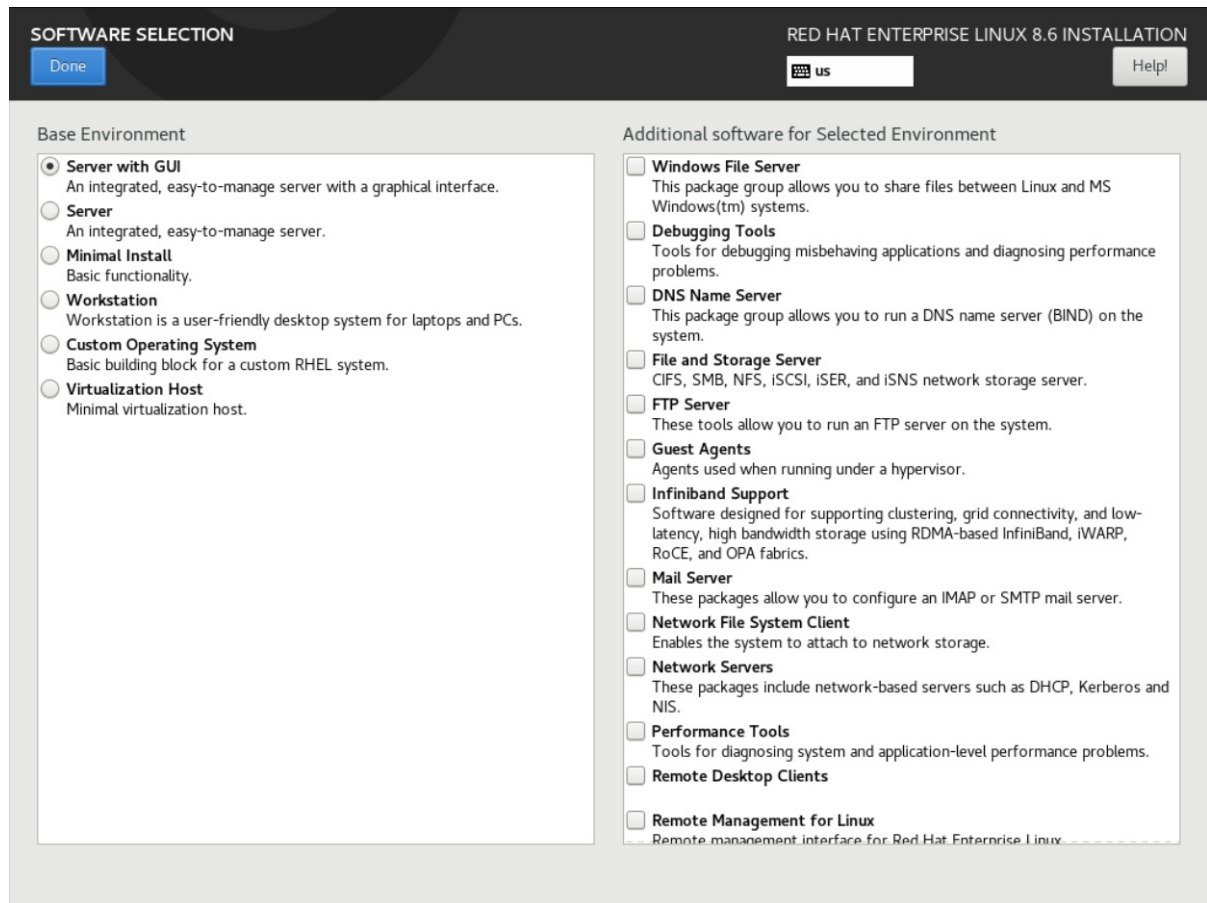 SOFTWARE SELECTION
RED HAT ENTERPRISE LINUX 8.6 INSTALLATION
Done
us
Help!
Base Environment
Server with GUI
An integrated, easy-to-manage server with a graphical interface.
Server
An integrated, easy-to-manage server.
Minimal Install
Basic functionality.
Workstation
Workstation is a user-friendly desktop system for laptops and PCs.
Custom Operating System
Basic building block for a custom RHEL system.
Virtualization Host
Minimal virtualization host.
Additional software for Selected Environment
Windows File Server
This package group allows you to share files between Linux and MS
Windows(tm) systems.
Debugging Tools
Tools for debugging misbehaving applications and diagnosing performance
problems.
DNS Name Server
This package group allows you to run a DNS name server (BIND) on the
system.
File and Storage Server
CIFS, SMB, NFS, iSCSI, iSER, and iSNS network storage server.
FTP Server
These tools allow you to run an FTP server on the system.
Guest Agents
Agents used when running under a hypervisor.
Infiniband Support
Software designed for supporting clustering, grid connectivity, and low-
latency, high bandwidth storage using RDMA-based InfiniBand, iWARP,
RoCE, and OPA fabrics.
Mail Server
These packages allow you to configure an IMAP or SMTP mail server.
Network File System Client
Enables the system to attach to network storage.
Network Servers
These packages include network-based servers such as DHCP, Kerberos and
NIS.
Performance Tools
Tools for diagnosing system and application-level performance problems.
Remote Desktop Clients
Remote Management for Linux
Remote management interface for Red Hat Enterprise Linux